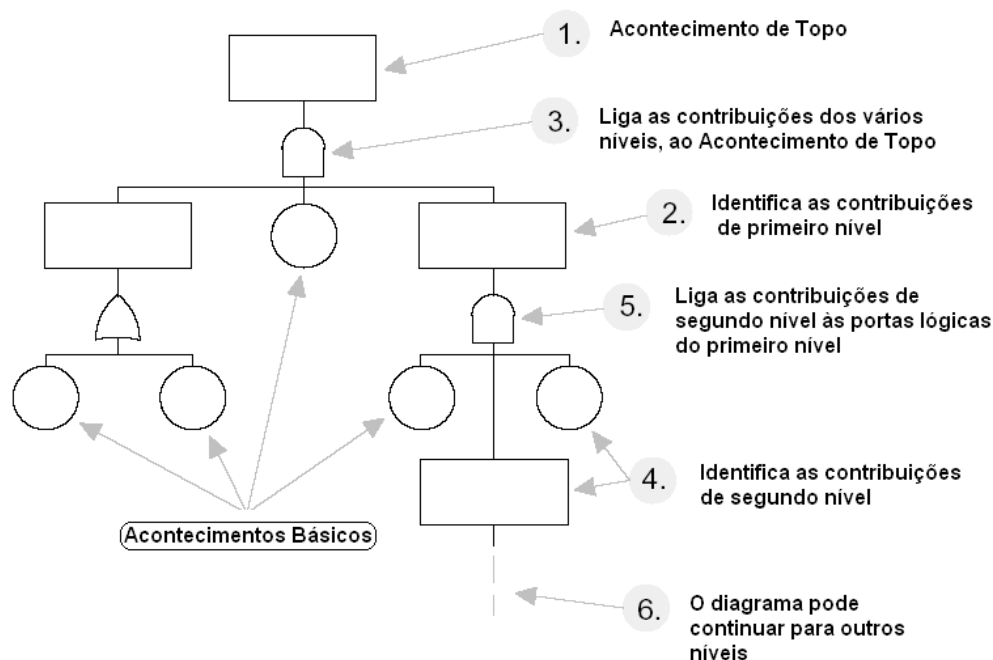 1. Acontecimento de Topo
3. Liga as contribuições dos vários
níveis, ao Acontecimento de Topo
2. Identifica as contribuições
de primeiro nível
5. Liga as contribuições de
segundo nível às portas lógicas
do primeiro nível
4. Identifica as contribuições
de segundo nível
Acontecimentos Básicos
6. O diagrama pode
continuar para outros
níveis